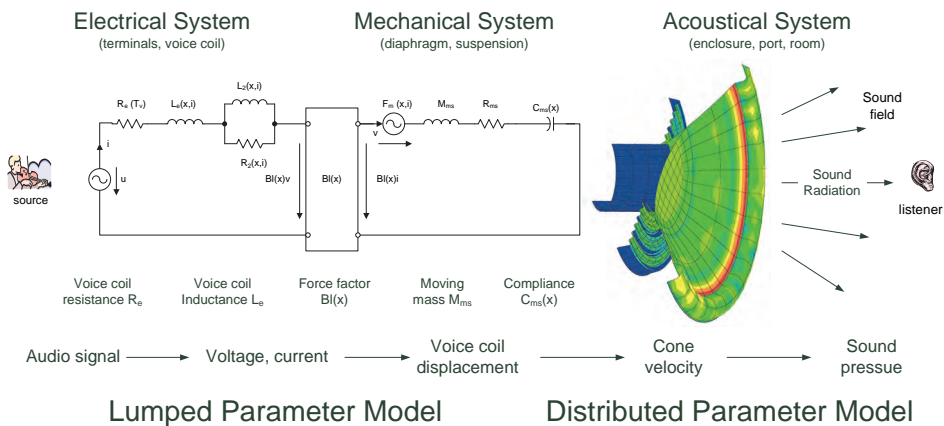 Electrical System
(terminals, voice coil)
Mechanical System
(diaphragm, suspension)
Acoustical System
(enclosure, port, room)
Rₑ (Tᵥ)
Lₑ(x,i)
L₂(x,i)
R₂(x,i)
i
u
source
Bl(x)v
Bl(x)
Bl(x)i
v
Fₘ (x,i)
Mₘₛ
Rₘₛ
Cₘₛ(x)
Sound
field
Sound
Radiation
listener
Voice coil
resistance Rₑ
Voice coil
Inductance Lₑ
Force factor
Bl(x)
Moving
mass Mₘₛ
Compliance
Cₘₛ(x)
Audio signal
Voltage, current
Voice coil
displacement
Cone
velocity
Sound
pressue
Lumped Parameter Model
Distributed Parameter Model